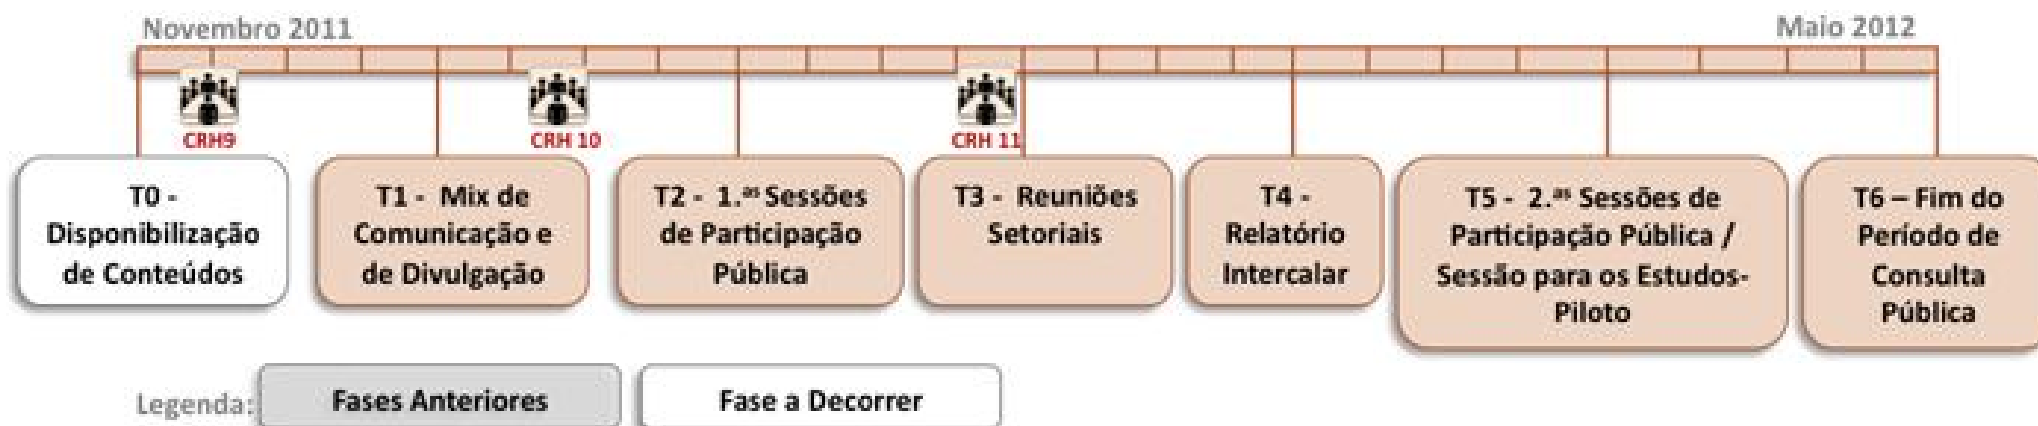 Novembro 2011
Maio 2012
CRH9
CRH 10
CRH 11
T0 -
Disponibilização
de Conteúdos
T1 - Mix de
Comunicação e
de Divulgação
T2 - 1.as Sessões
de Participação
Pública
T3 - Reuniões
Setoriais
T4 -
Relatório
Intercalar
T5 - 2.as Sessões de
Participação Pública /
Sessão para os Estudos-
Piloto
T6 – Fim do
Período de
Consulta
Pública
Legenda:
Fases Anteriores
Fase a Decorrer